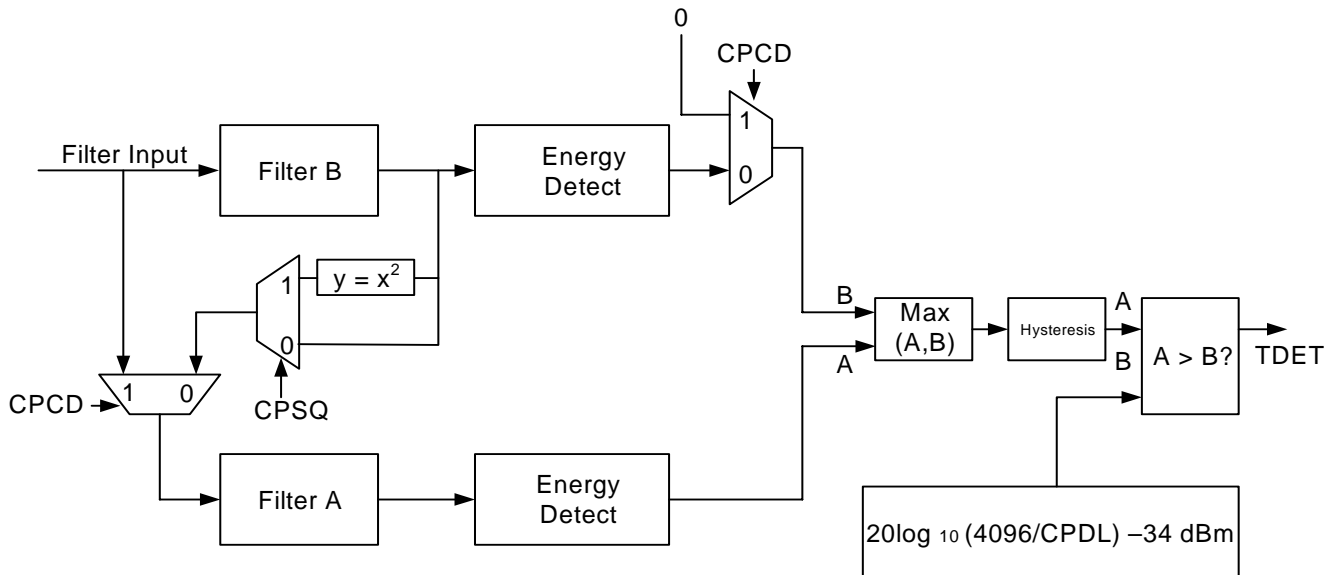 0
CPCD
1
0
Filter Input
Filter B
Energy
Detect
y = x²
1
0
CPSQ
CPCD
1 0
Filter A
Energy
Detect
B
A
Max
(A,B)
Hysteresis
A
B
A > B?
TDET
20log 10 (4096/CPDL) –34 dBm